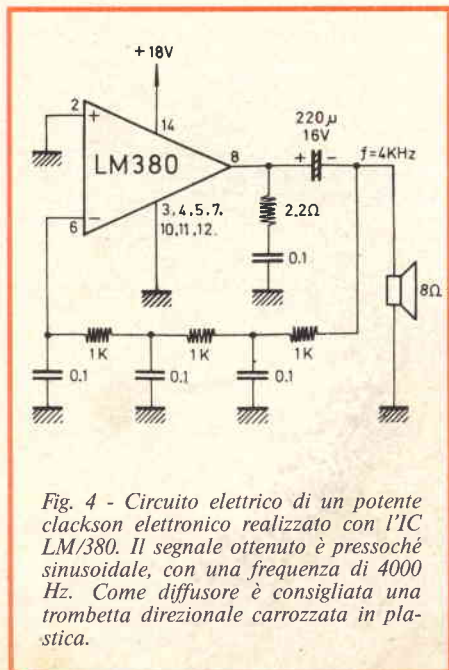 +18V
2
+
14
LM380
8
6
−
3,4,5,7.
10,11,12.
220µ
16V
+ −
f=4KHz
2.2Ω
0.1
8Ω
1K
1K
1K
0.1
0.1
0.1
Fig. 4 - Circuito elettrico di un potente
clackson elettronico realizzato con l'IC
LM/380. Il segnale ottenuto è pressoché
sinusoidale, con una frequenza di 4000
Hz. Come diffusore è consigliata una
trombetta direzionale carrozzata in pla-
stica.